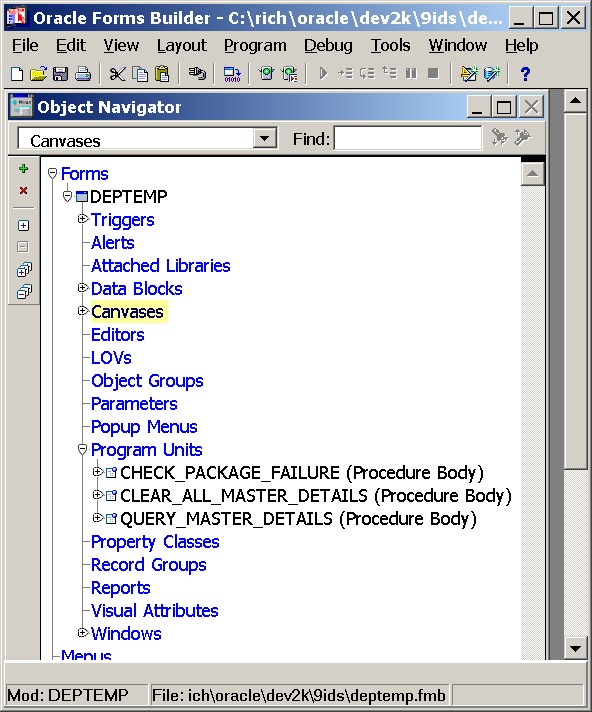 Oracle Forms Builder - C:\rich\oracle\dev2k\9ids\de...
File Edit View Layout Program Debug Tools Window Help
Object Navigator
Canvases Find:
Forms
DEPTEMP
Triggers
Alerts
Attached Libraries
Data Blocks
Canvases
Editors
LOVs
Object Groups
Parameters
Popup Menus
Program Units
CHECK_PACKAGE_FAILURE (Procedure Body)
CLEAR_ALL_MASTER_DETAILS (Procedure Body)
QUERY_MASTER_DETAILS (Procedure Body)
Property Classes
Record Groups
Reports
Visual Attributes
Windows
Menus
Mod: DEPTEMP File: ich\oracle\dev2k\9ids\deptemp.fmb